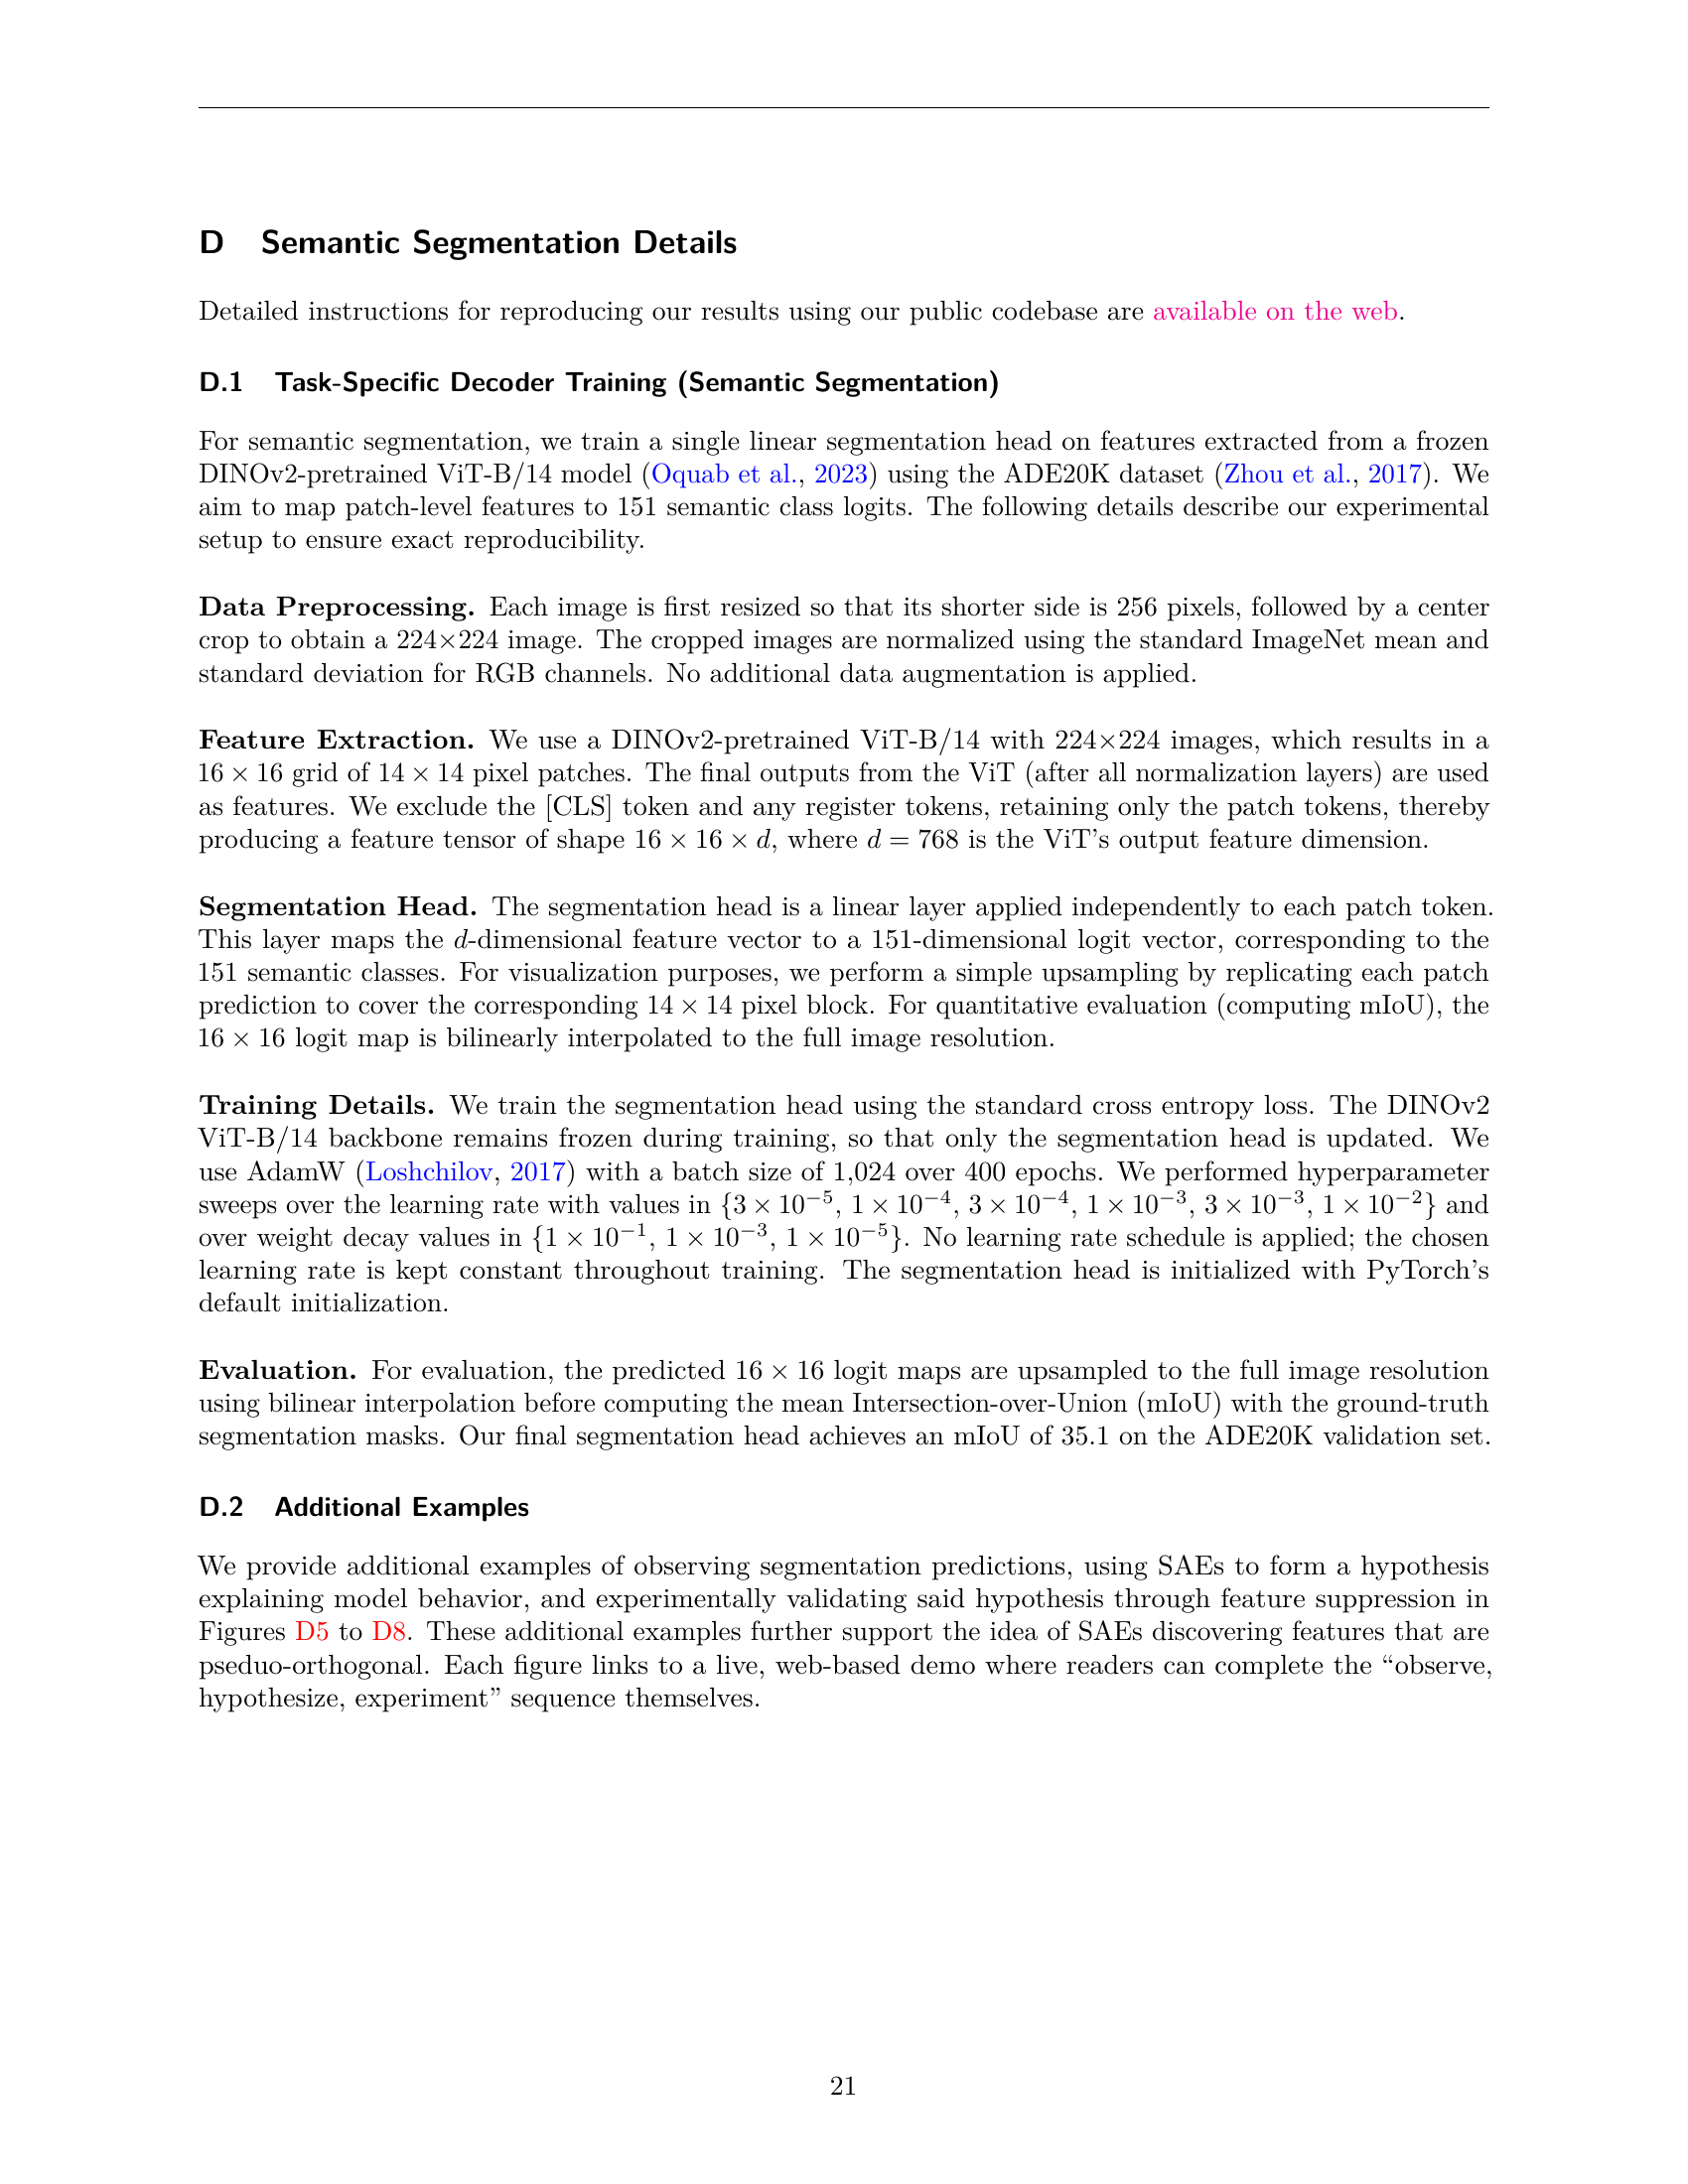 D Semantic Segmentation Details
Detailed instructions for reproducing our results using our public codebase are available on the web.
D.1 Task-Specific Decoder Training (Semantic Segmentation)
For semantic segmentation, we train a single linear segmentation head on features extracted from a frozen
DINOv2-pretrained ViT-B/14 model (Oquab et al., 2023) using the ADE20K dataset (Zhou et al., 2017). We
aim to map patch-level features to 151 semantic class logits. The following details describe our experimental
setup to ensure exact reproducibility.
Data Preprocessing. Each image is first resized so that its shorter side is 256 pixels, followed by a center
crop to obtain a 224×224 image. The cropped images are normalized using the standard ImageNet mean and
standard deviation for RGB channels. No additional data augmentation is applied.
Feature Extraction. We use a DINOv2-pretrained ViT-B/14 with 224×224 images, which results in a
16 × 16 grid of 14 × 14 pixel patches. The final outputs from the ViT (after all normalization layers) are used
as features. We exclude the [CLS] token and any register tokens, retaining only the patch tokens, thereby
producing a feature tensor of shape 16 × 16 × d, where d = 768 is the ViT's output feature dimension.
Segmentation Head. The segmentation head is a linear layer applied independently to each patch token.
This layer maps the d-dimensional feature vector to a 151-dimensional logit vector, corresponding to the
151 semantic classes. For visualization purposes, we perform a simple upsampling by replicating each patch
prediction to cover the corresponding 14 × 14 pixel block. For quantitative evaluation (computing mIoU), the
16 × 16 logit map is bilinearly interpolated to the full image resolution.
Training Details. We train the segmentation head using the standard cross entropy loss. The DINOv2
ViT-B/14 backbone remains frozen during training, so that only the segmentation head is updated. We
use AdamW (Loshchilov, 2017) with a batch size of 1,024 over 400 epochs. We performed hyperparameter
sweeps over the learning rate with values in {3 × 10⁻⁵, 1 × 10⁻⁴, 3 × 10⁻⁴, 1 × 10⁻³, 3 × 10⁻³, 1 × 10⁻²} and
over weight decay values in {1 × 10⁻¹, 1 × 10⁻³, 1 × 10⁻⁵}. No learning rate schedule is applied; the chosen
learning rate is kept constant throughout training. The segmentation head is initialized with PyTorch's
default initialization.
Evaluation. For evaluation, the predicted 16 × 16 logit maps are upsampled to the full image resolution
using bilinear interpolation before computing the mean Intersection-over-Union (mIoU) with the ground-truth
segmentation masks. Our final segmentation head achieves an mIoU of 35.1 on the ADE20K validation set.
D.2 Additional Examples
We provide additional examples of observing segmentation predictions, using SAEs to form a hypothesis
explaining model behavior, and experimentally validating said hypothesis through feature suppression in
Figures D5 to D8. These additional examples further support the idea of SAEs discovering features that are
pseduo-orthogonal. Each figure links to a live, web-based demo where readers can complete the “observe,
hypothesize, experiment” sequence themselves.
21